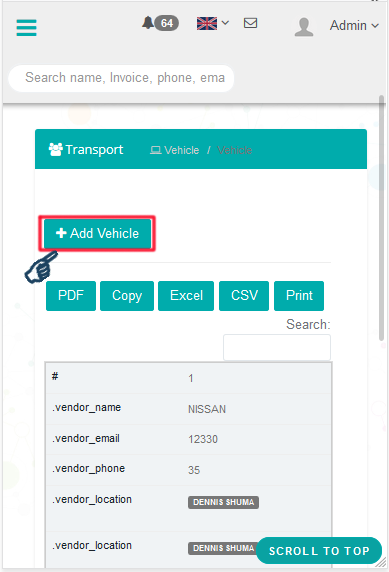 64
Admin
Search name, Invoice, phone, ema
Transport
Vehicle / Vehicle
+ Add Vehicle
PDF Copy Excel CSV Print
Search:
# 1
.vendor_name NISSAN
.vendor_email 12330
.vendor_phone 35
.vendor_location DENNIS SHUMA
.vendor_location DENNIS SHUMA
SCROLL TO TOP